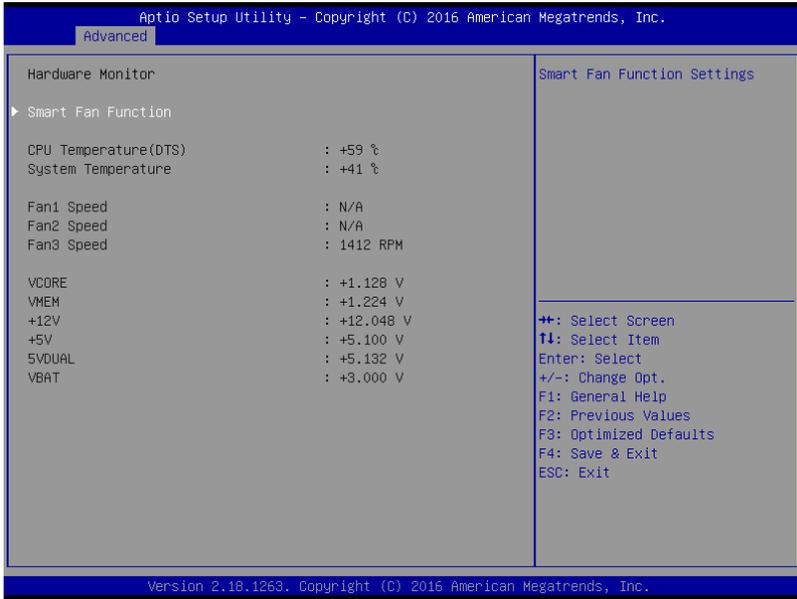 Aptio Setup Utility – Copyright (C) 2016 American Megatrends, Inc.
Advanced
Hardware Monitor
Smart Fan Function
CPU Temperature(DTS) : +59 ℃
System Temperature : +41 ℃
Fan1 Speed : N/A
Fan2 Speed : N/A
Fan3 Speed : 1412 RPM
VCORE : +1.128 V
VMEM : +1.224 V
+12V : +12.048 V
+5V : +5.100 V
5VDUAL : +5.132 V
VBAT : +3.000 V
Smart Fan Function Settings
→←: Select Screen
↑↓: Select Item
Enter: Select
+/-: Change Opt.
F1: General Help
F2: Previous Values
F3: Optimized Defaults
F4: Save & Exit
ESC: Exit
Version 2.18.1263. Copyright (C) 2016 American Megatrends, Inc.